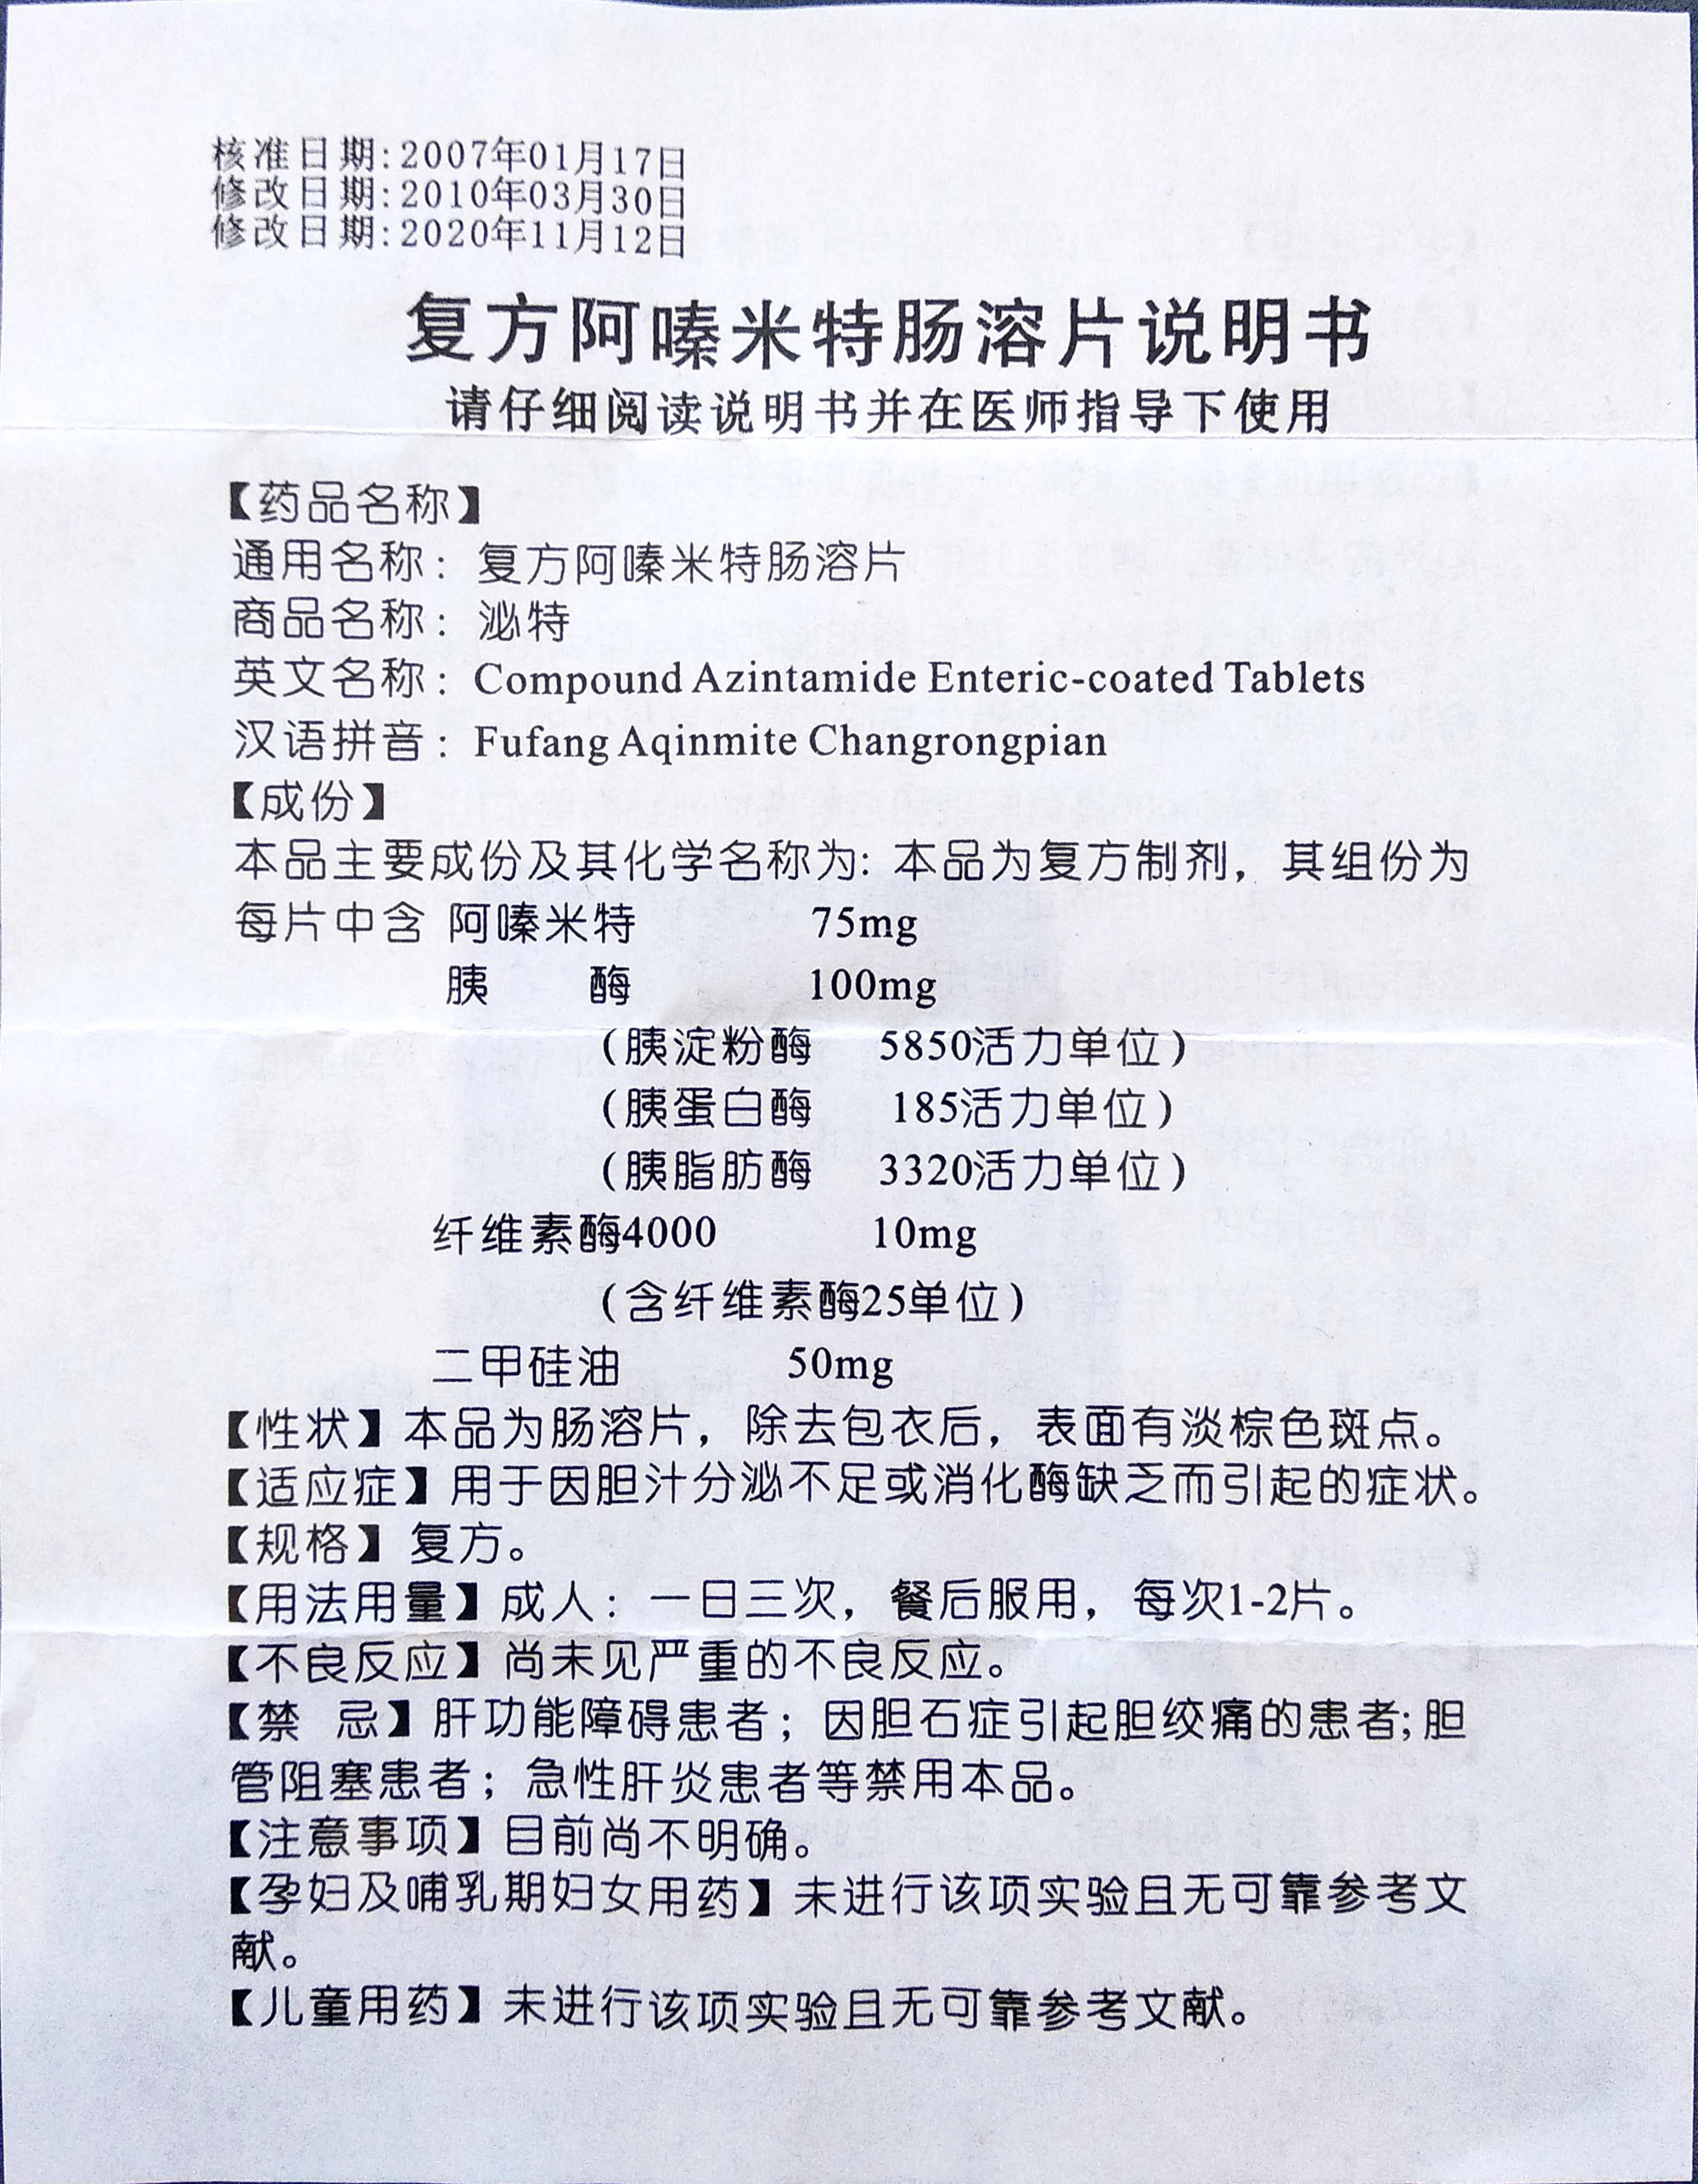 核准日期:2007年01月17日
修改日期:2010年03月30日
修改日期:2020年11月12日
复方阿嗪米特肠溶片说明书
请仔细阅读说明书并在医师指导下使用
【药品名称】
通用名称：复方阿嗪米特肠溶片
商品名称：泌特
英文名称：Compound Azintamide Enteric-coated Tablets
汉语拼音：Fufang Aqinmite Changrongpian
【成份】
本品主要成份及其化学名称为: 本品为复方制剂，其组份为
每片中含 阿嗪米特 75mg
胰 酶 100mg
(胰淀粉酶 5850活力单位)
(胰蛋白酶 185活力单位)
(胰脂肪酶 3320活力单位)
纤维素酶4000 10mg
(含纤维素酶25单位)
二甲硅油 50mg
【性状】本品为肠溶片，除去包衣后，表面有淡棕色斑点。
【适应症】用于因胆汁分泌不足或消化酶缺乏而引起的症状。
【规格】复方。
【用法用量】成人：一日三次，餐后服用，每次1-2片。
【不良反应】尚未见严重的不良反应。
【禁 忌】肝功能障碍患者；因胆石症引起胆绞痛的患者;胆
管阻塞患者；急性肝炎患者等禁用本品。
【注意事项】目前尚不明确。
【孕妇及哺乳期妇女用药】未进行该项实验且无可靠参考文
献。
【儿童用药】未进行该项实验且无可靠参考文献。